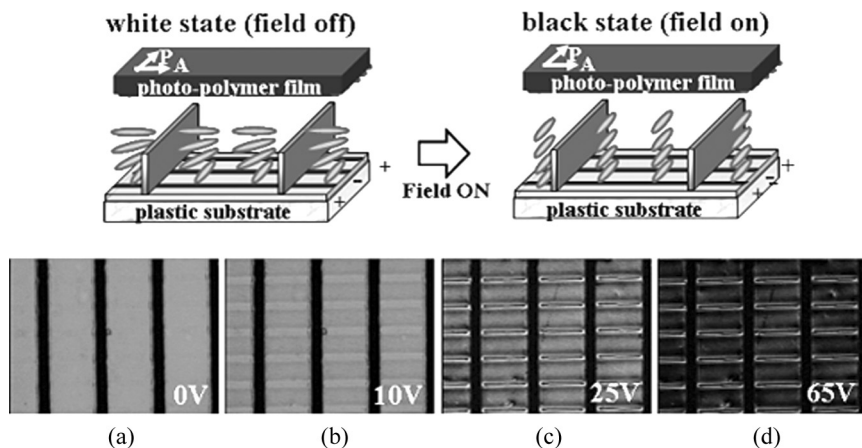 white state (field off)
black state (field on)
P
A
photo-polymer film
P
A
photo-polymer film
+
-
+
plastic substrate
Field ON
+
-
+
plastic substrate
0V
10V
25V
65V
(a)
(b)
(c)
(d)